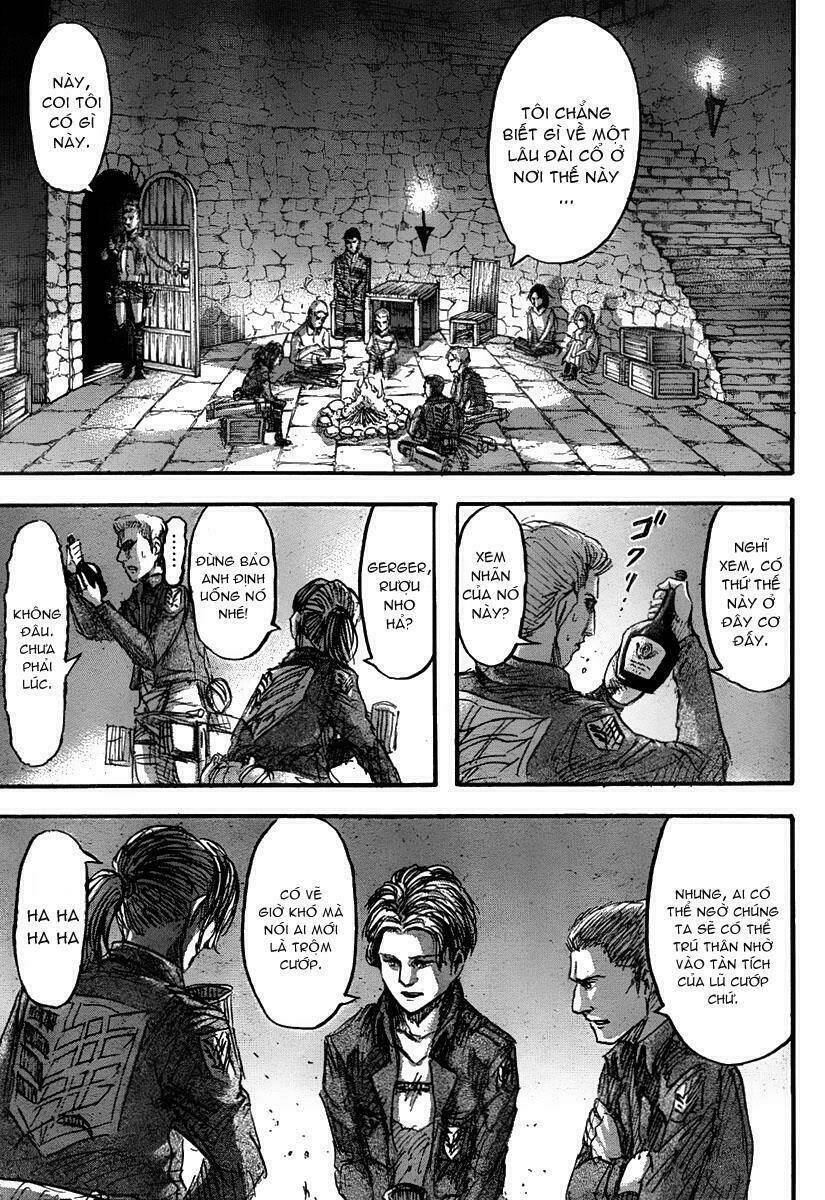 TÔI CHẲNG
BIẾT GÌ VỀ MỘT
LÂU ĐÀI CỔ Ở
NƠI THẾ NÀY
...
NÀY,
COI TÔI
CÓ GÌ
NÀY.
NGHĨ
XEM, CÓ
THỨ THẾ
NÀY Ở
ĐÂY CƠ
ĐẤY.
ゴクリ…
XEM
NHÃN
CỦA NÓ
NÀY?
GERGER,
RƯỢU
NHO
HẢ?
ĐỪNG BẢO
ANH ĐỊNH
UỐNG NÓ
NHÉ!
......
KHÔNG
ĐÂU.
CHƯA
PHẢI
LÚC.
NHƯNG, AI CÓ
THỂ NGỜ CHÚNG
TA SẼ CÓ THỂ
TRÚ THÂN NHỜ
VÀO TÀN TÍCH
CỦA LŨ CƯỚP
CHỨ.
CÓ VẺ
GIỜ KHÓ MÀ
NÓI AI MỚI
LÀ TRỘM
CƯỚP.
HA HA
HA HA